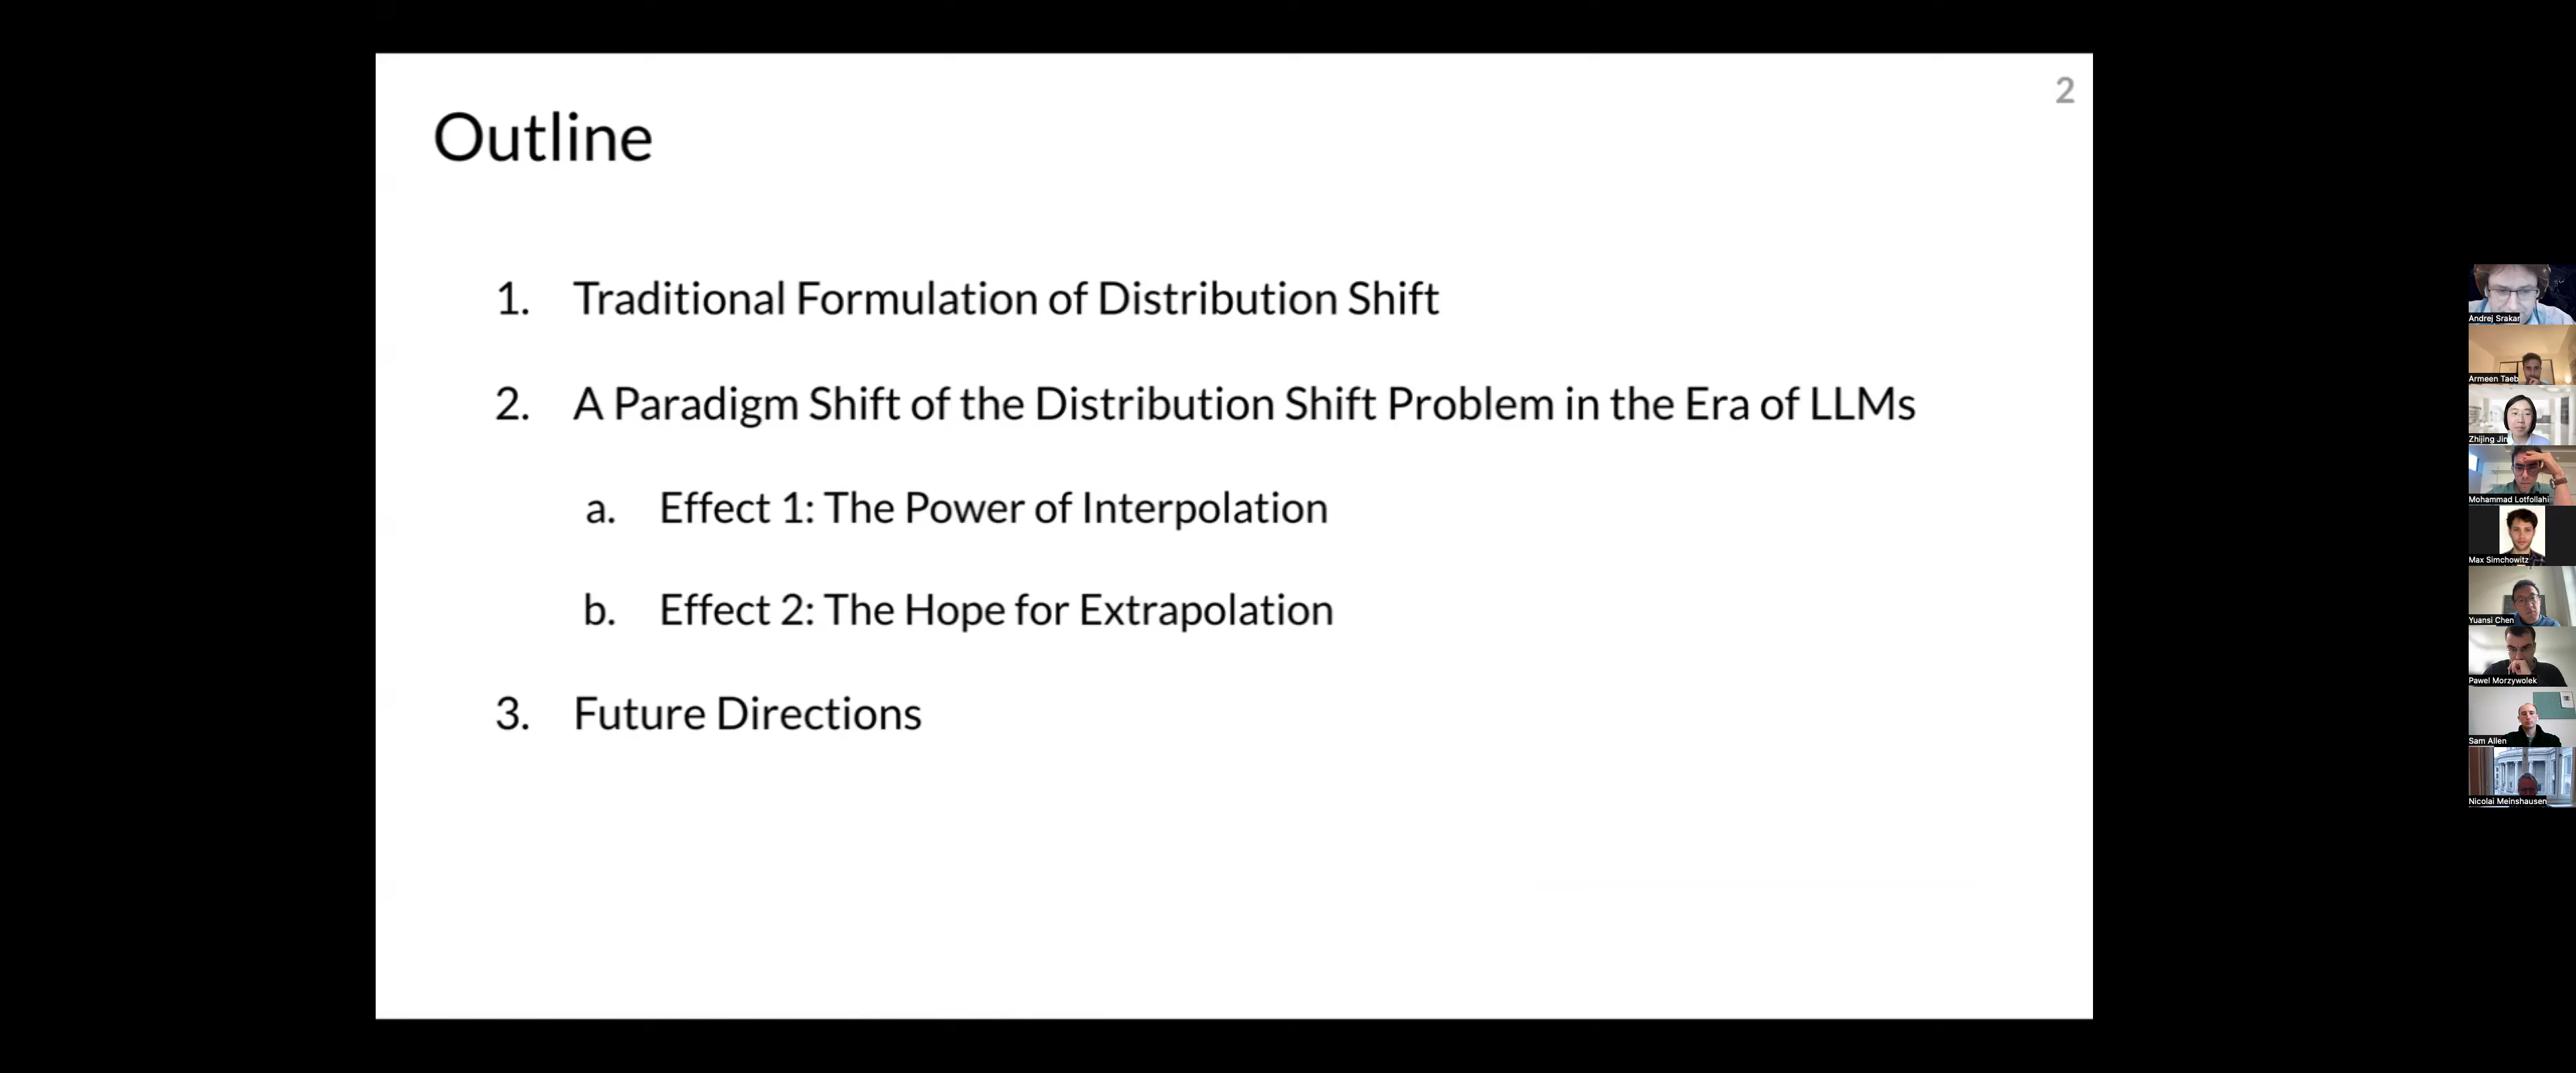 2
Outline
1. Traditional Formulation of Distribution Shift
2. A Paradigm Shift of the Distribution Shift Problem in the Era of LLMs
a. Effect 1: The Power of Interpolation
b. Effect 2: The Hope for Extrapolation
3. Future Directions
Andrej Srakar
Armeen Taeb
Zhijing Jin
Mohammad Lotfollahi
Max Simchowitz
Yuansi Chen
Pawel Morzywolek
Sam Allen
Nicolai Meinshausen